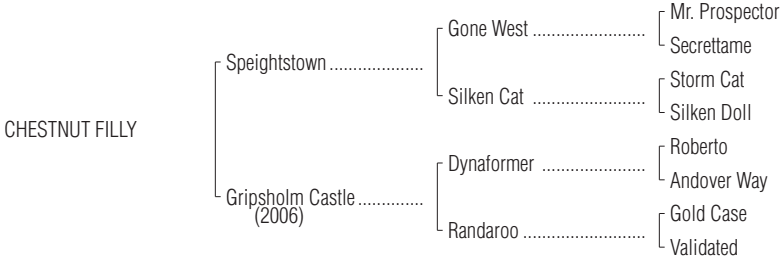 Mr. Prospector
Gone West ........................
Secrettame
Speightstown ....................
Storm Cat
Silken Cat ........................
Silken Doll
CHESTNUT FILLY
Roberto
Dynaformer ......................
Andover Way
Gripsholm Castle ..............
(2006)
Gold Case
Randaroo ..........................
Validated